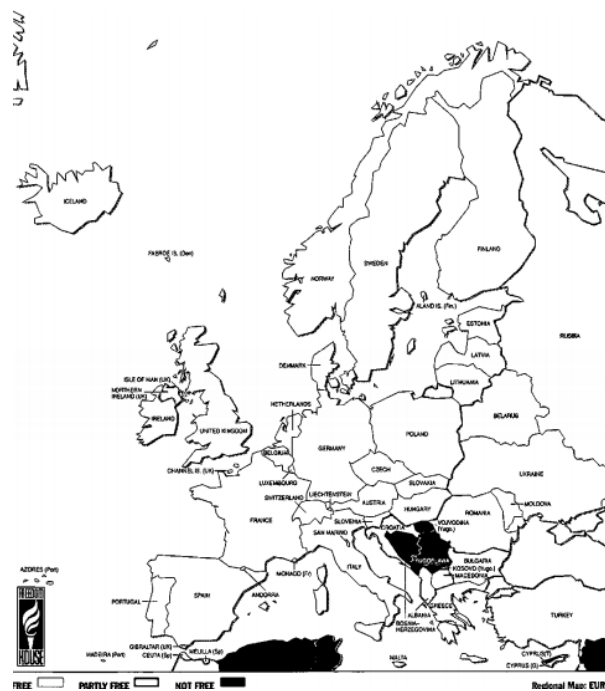 ICELAND
FAEROE IS. (Den)
NORWAY
SWEDEN
FINLAND
ALAND IS. (Fin.)
ESTONIA
RUSSIA
LATVIA
LITHUANIA
DENMARK
ISLE OF MAN (UK)
NORTHERN
IRELAND (UK)
IRELAND
UNITED KINGDOM
NETHERLANDS
BELARUS
BELGIUM
GERMANY
POLAND
CHANNEL IS. (UK)
LUXEMBOURG
CZECH
SLOVAKIA
UKRAINE
SWITZERLAND
LIECHTENSTEIN
AUSTRIA
HUNGARY
MOLDOVA
ROMANIA
FRANCE
SLOVENIA
CROATIA
VOJVODINA
(Yugo.)
SAN MARINO
YUGOSLAVIA
BULGARIA
KOSOVO (Yugo.)
MACEDONIA
ITALY
MONACO (Fr)
ANDORRA
AZORES (Port)
PORTUGAL
SPAIN
ALBANIA
GREECE
BOSNIA-
HERZEGOVINA
TURKEY
GIBRALTAR (UK)
MELILLA (Sp)
CEUTA (Sp)
MADEIRA (Port)
MALTA
CYPRUS (T)
CYPRUS (G)
FREEDOM
HOUSE
FREE
PARTLY FREE
NOT FREE
Regional Map: EUR